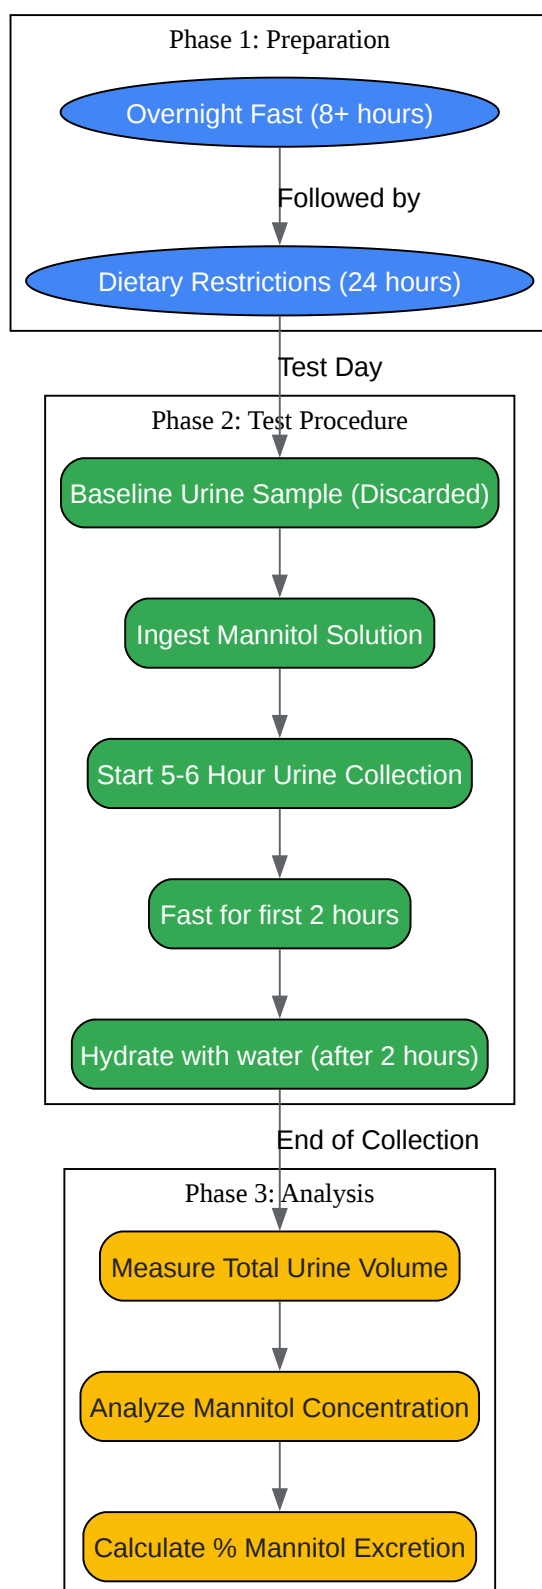 Phase 1: Preparation
Overnight Fast (8+ hours)
Followed by
Dietary Restrictions (24 hours)
Test Day
Phase 2: Test Procedure
Baseline Urine Sample (Discarded)
Ingest Mannitol Solution
Start 5-6 Hour Urine Collection
Fast for first 2 hours
Hydrate with water (after 2 hours)
End of Collection
Phase 3: Analysis
Measure Total Urine Volume
Analyze Mannitol Concentration
Calculate % Mannitol Excretion